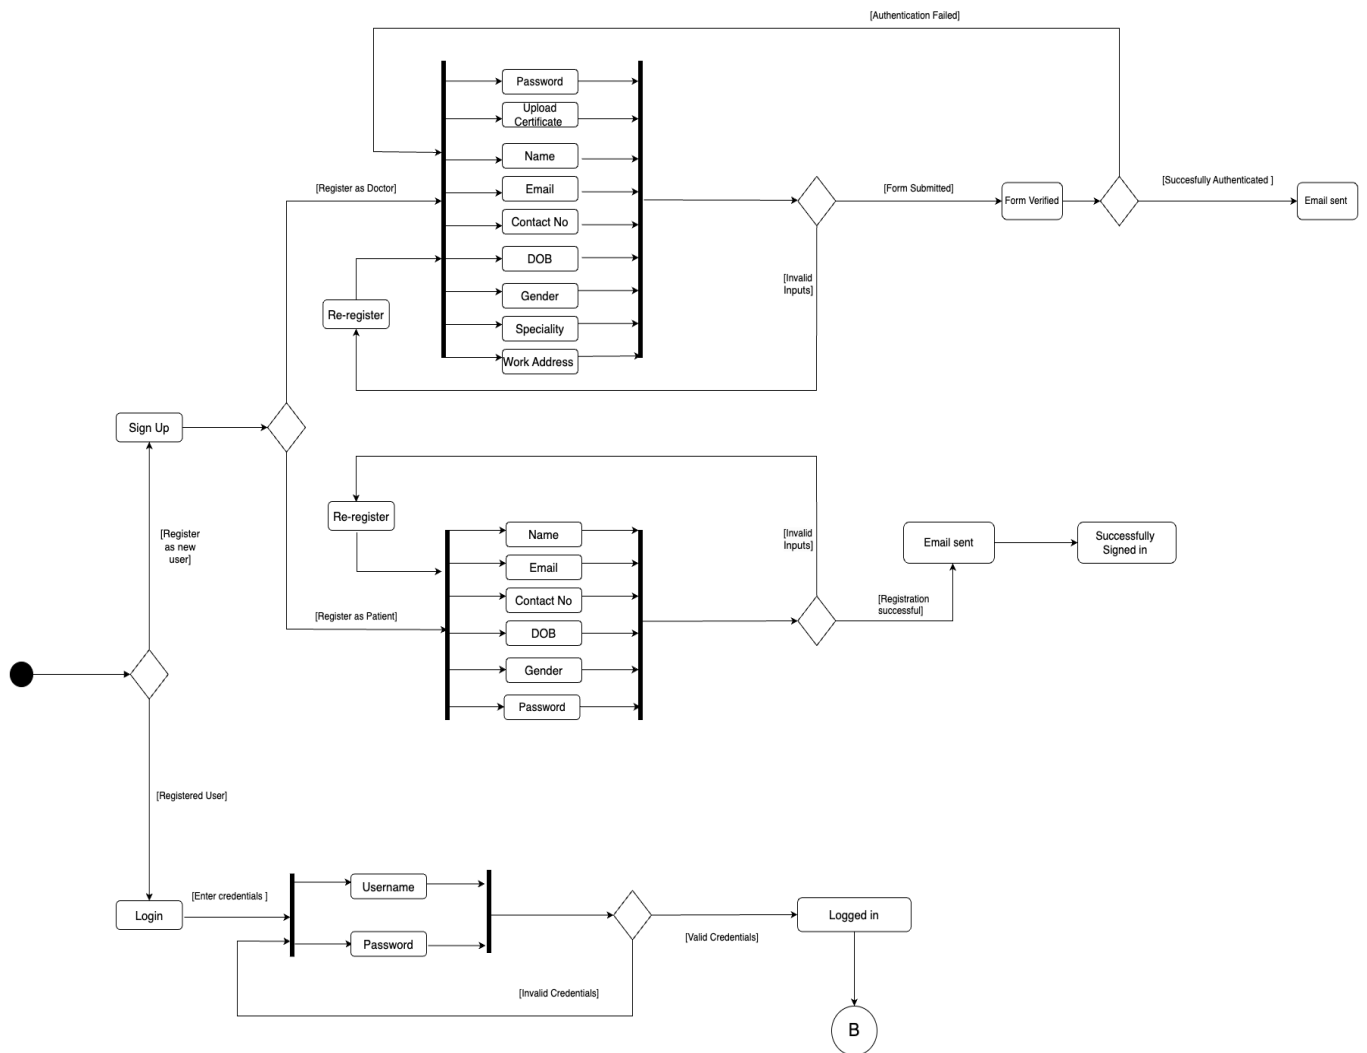 [Authentication Failed]
Password
Upload
Certificate
Name
[Register as Doctor]
Email
[Form Submitted]
[Succesfully Authenticated ]
Form Verified
Email sent
Contact No
DOB
[Invalid
Inputs]
Gender
Re-register
Speciality
Work Address
Sign Up
Re-register
[Register
as new
user]
Name
[Invalid
Inputs]
Email sent
Successfully
Signed in
Email
Contact No
[Registration
successful]
[Register as Patient]
DOB
Gender
Password
[Registered User]
Login
[Enter credentials ]
Username
Password
Logged in
[Valid Credentials]
[Invalid Credentials]
B